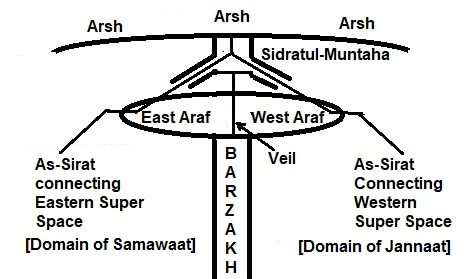 Arsh
Arsh
Arsh
Sidratul-Muntaha
East Araf
West Araf
Veil
As-Sirat
connecting
Eastern Super
Space
[Domain of Samawaat]
BARZAKH
As-Sirat
Connecting
Western
Super Space
[Domain of Jannaat]